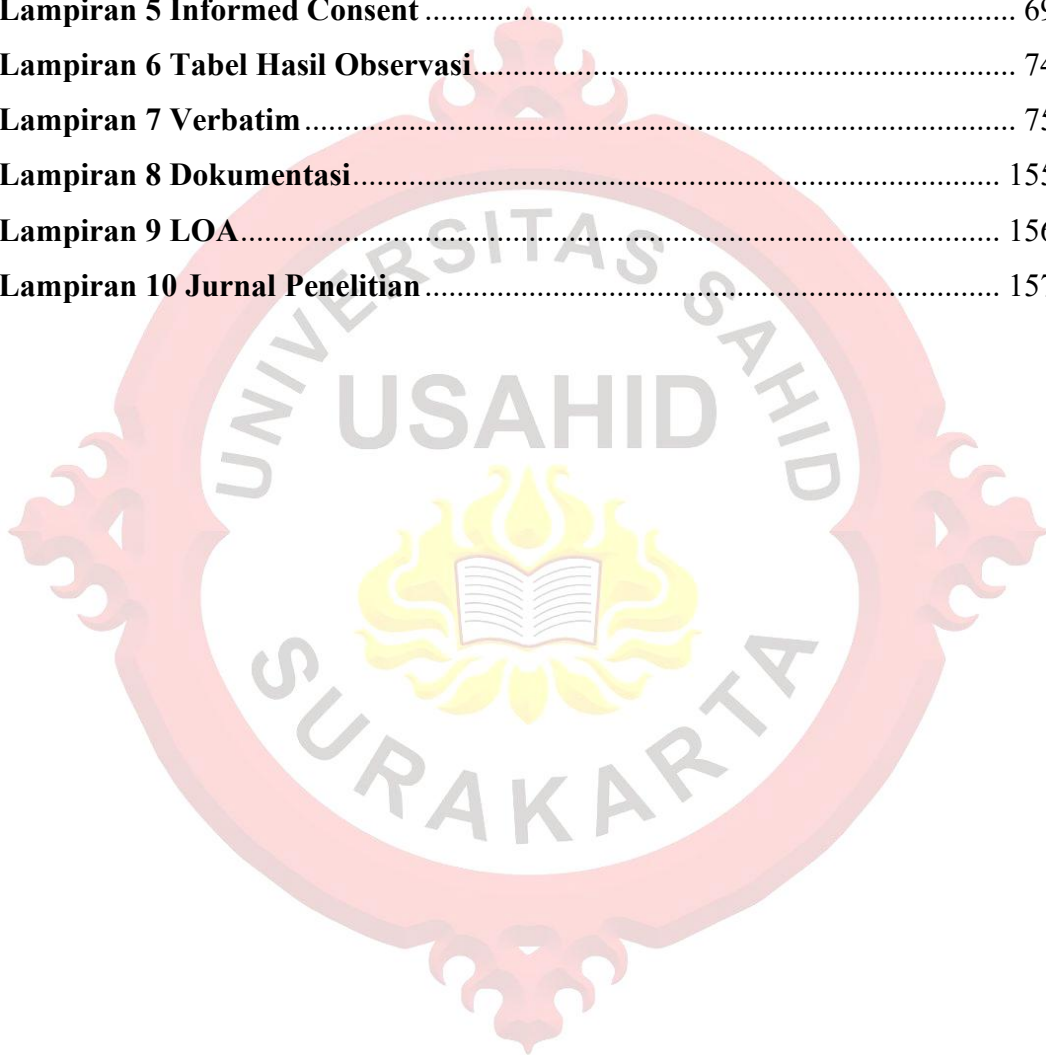 Lampiran 5 Informed Consent ........................................................................... 69
Lampiran 6 Tabel Hasil Observasi..................................................................... 74
Lampiran 7 Verbatim .......................................................................................... 75
Lampiran 8 Dokumentasi................................................................................... 155
Lampiran 9 LOA................................................................................................. 156
Lampiran 10 Jurnal Penelitian ......................................................................... 157
UNIVERSITAS SAHID
USAHID
SURAKARTA